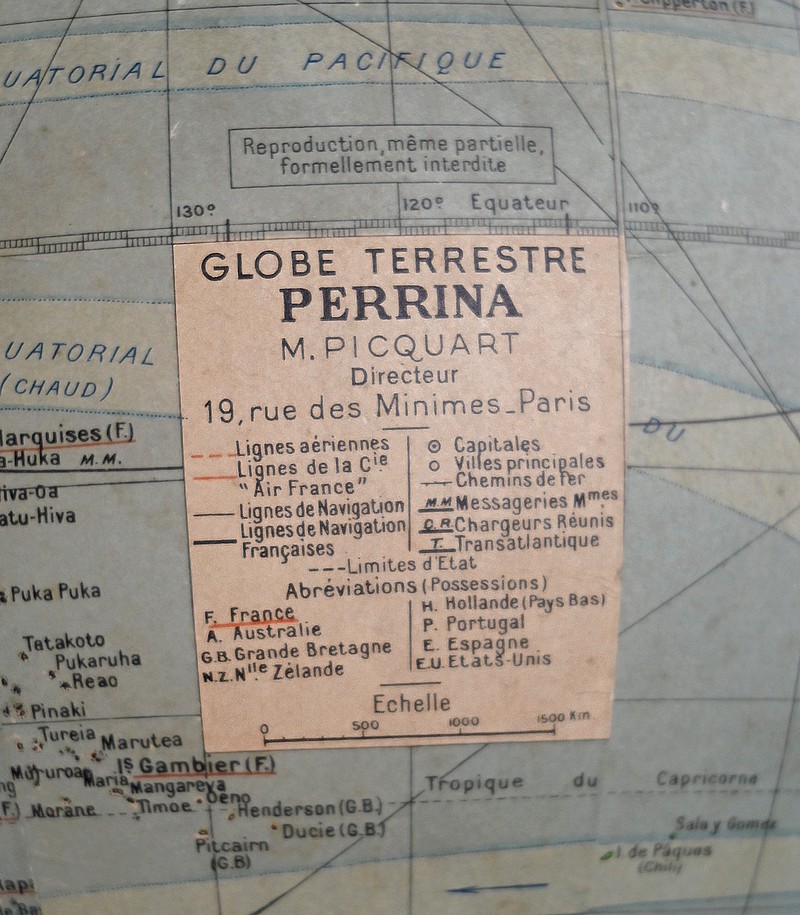 Clipperton (F.)
UATORIAL DU PACIFIQUE
Reproduction, même partielle,
formellement interdite
130° 120° Equateur 110°
GLOBE TERRESTRE
PERRINA
M. PICQUART
Directeur
19, rue des Minimes_Paris
Lignes aériennes
Lignes de la Cie
"Air France"
Lignes de Navigation
Lignes de Navigation
Françaises
Capitales
Villes principales
Chemins de fer
M.M. Messageries Mmes
C.R. Chargeurs Réunis
T. Transatlantique
Limites d'Etat
Abréviations (Possessions)
F. France
A. Australie
G.B. Grande Bretagne
N.Z. Nlle Zélande
H. Hollande (Pays Bas)
P. Portugal
E. Espagne
E.U. Etats-Unis
Echelle
0 500 1000 1500 Km
UATORIAL
(CHAUD)
DU
arquises (F.)
a-Huka M.M.
iva-Oa
atu-Hiva
Puka Puka
Tatakoto
Pukaruha
Reao
Pinaki
Tureia
Marutea
Is Gambier (F.)
Maria
Mangareva
Oeno
(F.) Morane
Timoe
Henderson (G.B.)
Ducie (G.B.)
Pitcairn
(G.B)
Tropique du Capricorne
Sala y Gomez
I. de Pâques
(Chili)